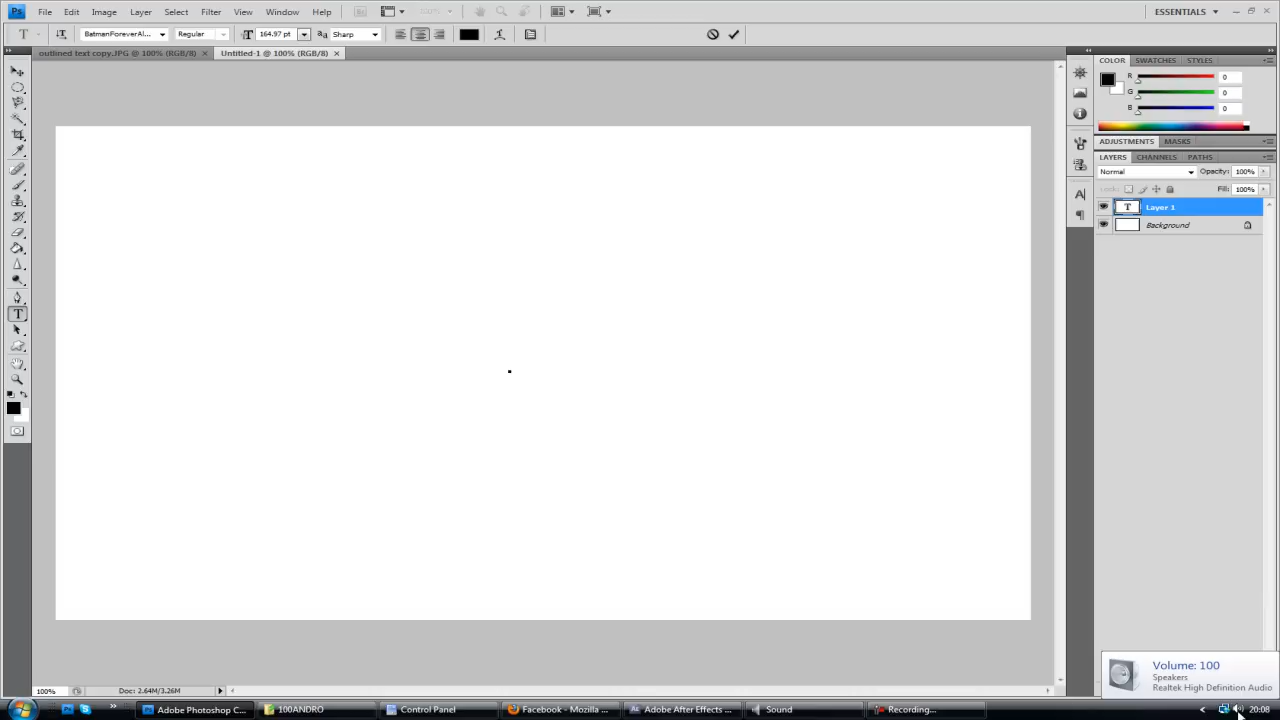 Ps File Edit Image Layer Select Filter View Window Help ESSENTIALS
T BatmanForeverAl... Regular T 164.97 pt aa Sharp
outlined text copy.JPG @ 100% (RGB/8) × Untitled-1 @ 100% (RGB/8) ×
COLOR SWATCHES STYLES
R 0
G 0
B 0
ADJUSTMENTS MASKS
LAYERS CHANNELS PATHS
Normal Opacity: 100%
Lock: Fill: 100%
T Layer 1
Background
Volume: 100
Speakers
Realtek High Definition Audio
100% Doc: 2.64M/3.26M
Adobe Photoshop C... 100ANDRO Control Panel Facebook - Mozilla ... Adobe After Effects ... Sound Recording... 20:08